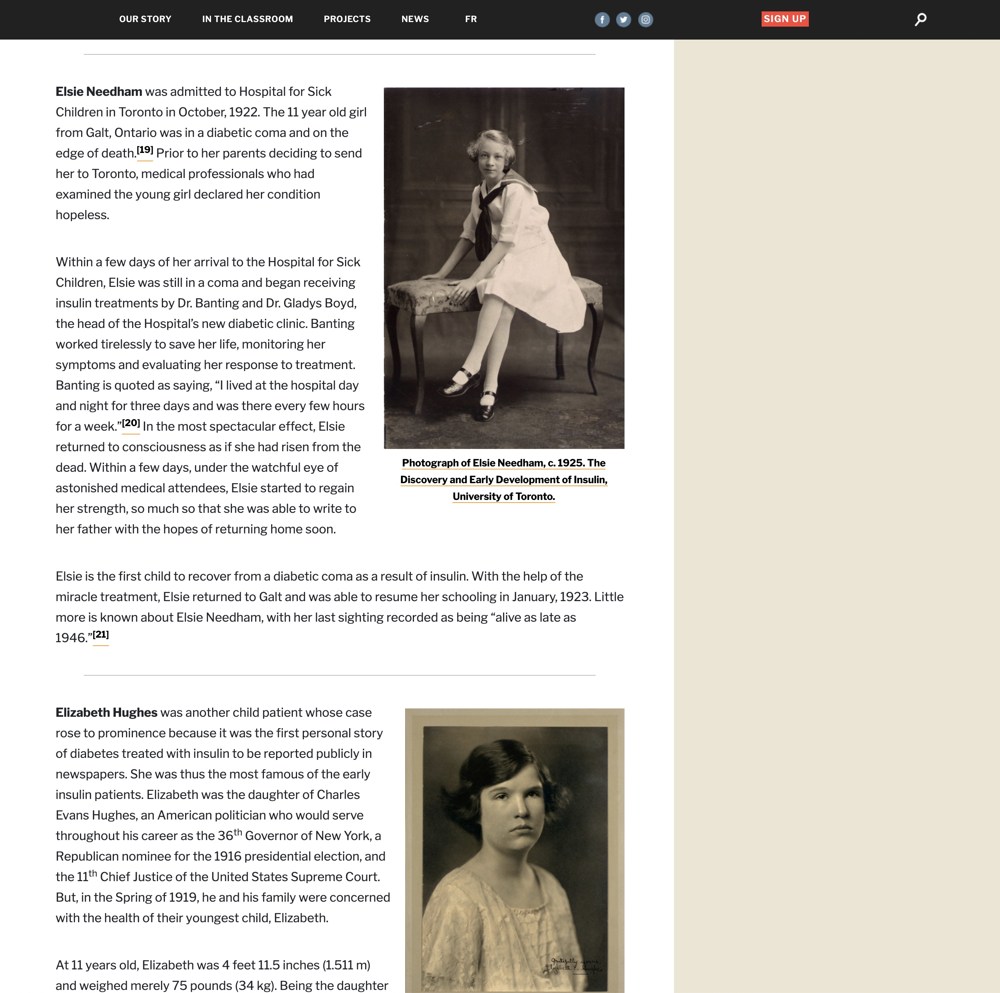 OUR STORY IN THE CLASSROOM PROJECTS NEWS FR SIGN UP
Elsie Needham was admitted to Hospital for Sick
Children in Toronto in October, 1922. The 11 year old girl
from Galt, Ontario was in a diabetic coma and on the
edge of death.[19] Prior to her parents deciding to send
her to Toronto, medical professionals who had
examined the young girl declared her condition
hopeless.
Within a few days of her arrival to the Hospital for Sick
Children, Elsie was still in a coma and began receiving
insulin treatments by Dr. Banting and Dr. Gladys Boyd,
the head of the Hospital’s new diabetic clinic. Banting
worked tirelessly to save her life, monitoring her
symptoms and evaluating her response to treatment.
Banting is quoted as saying, “I lived at the hospital day
and night for three days and was there every few hours
for a week.”[20] In the most spectacular effect, Elsie
returned to consciousness as if she had risen from the
dead. Within a few days, under the watchful eye of
astonished medical attendees, Elsie started to regain
her strength, so much so that she was able to write to
her father with the hopes of returning home soon.
Photograph of Elsie Needham, c. 1925. The
Discovery and Early Development of Insulin,
University of Toronto.
Elsie is the first child to recover from a diabetic coma as a result of insulin. With the help of the
miracle treatment, Elsie returned to Galt and was able to resume her schooling in January, 1923. Little
more is known about Elsie Needham, with her last sighting recorded as being “alive as late as
1946.”[21]
Elizabeth Hughes was another child patient whose case
rose to prominence because it was the first personal story
of diabetes treated with insulin to be reported publicly in
newspapers. She was thus the most famous of the early
insulin patients. Elizabeth was the daughter of Charles
Evans Hughes, an American politician who would serve
throughout his career as the 36th Governor of New York, a
Republican nominee for the 1916 presidential election, and
the 11th Chief Justice of the United States Supreme Court.
But, in the Spring of 1919, he and his family were concerned
with the health of their youngest child, Elizabeth.
At 11 years old, Elizabeth was 4 feet 11.5 inches (1.511 m)
and weighed merely 75 pounds (34 kg). Being the daughter
Gratefully yours,
Elizabeth E. Hughes.